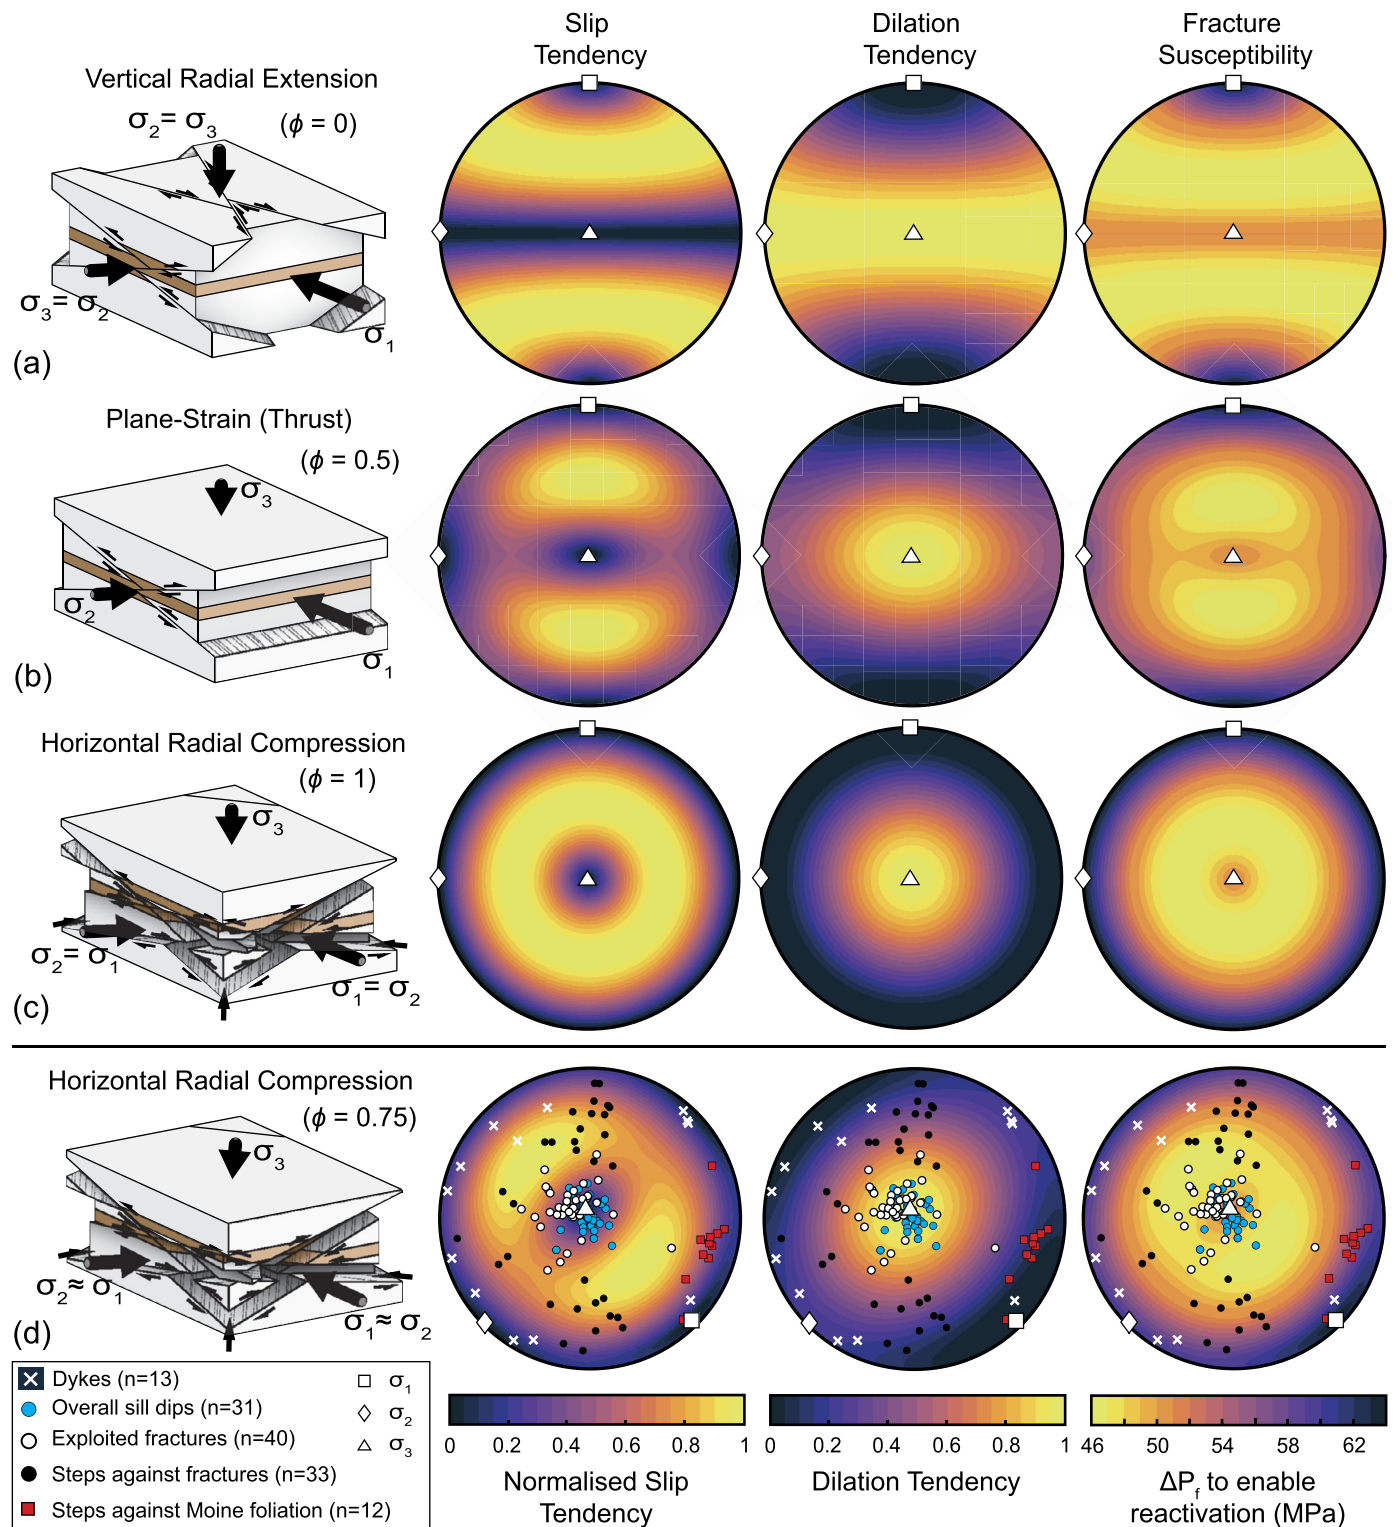 Slip
Tendency
Dilation
Tendency
Fracture
Susceptibility
Vertical Radial Extension
(ϕ = 0)
σ2= σ3
σ3= σ2
σ1
(a)
Plane-Strain (Thrust)
(ϕ = 0.5)
σ3
σ2
σ1
(b)
Horizontal Radial Compression
(ϕ = 1)
σ3
σ2= σ1
σ1= σ2
(c)
Horizontal Radial Compression
(ϕ = 0.75)
σ3
σ2≈ σ1
σ1≈ σ2
(d)
Dykes (n=13)
Overall sill dips (n=31)
Exploited fractures (n=40)
Steps against fractures (n=33)
Steps against Moine foliation (n=12)
σ1
σ2
σ3
0 0.2 0.4 0.6 0.8 1
Normalised Slip
Tendency
0 0.2 0.4 0.6 0.8 1
Dilation Tendency
46 50 54 58 62
ΔPf to enable
reactivation (MPa)